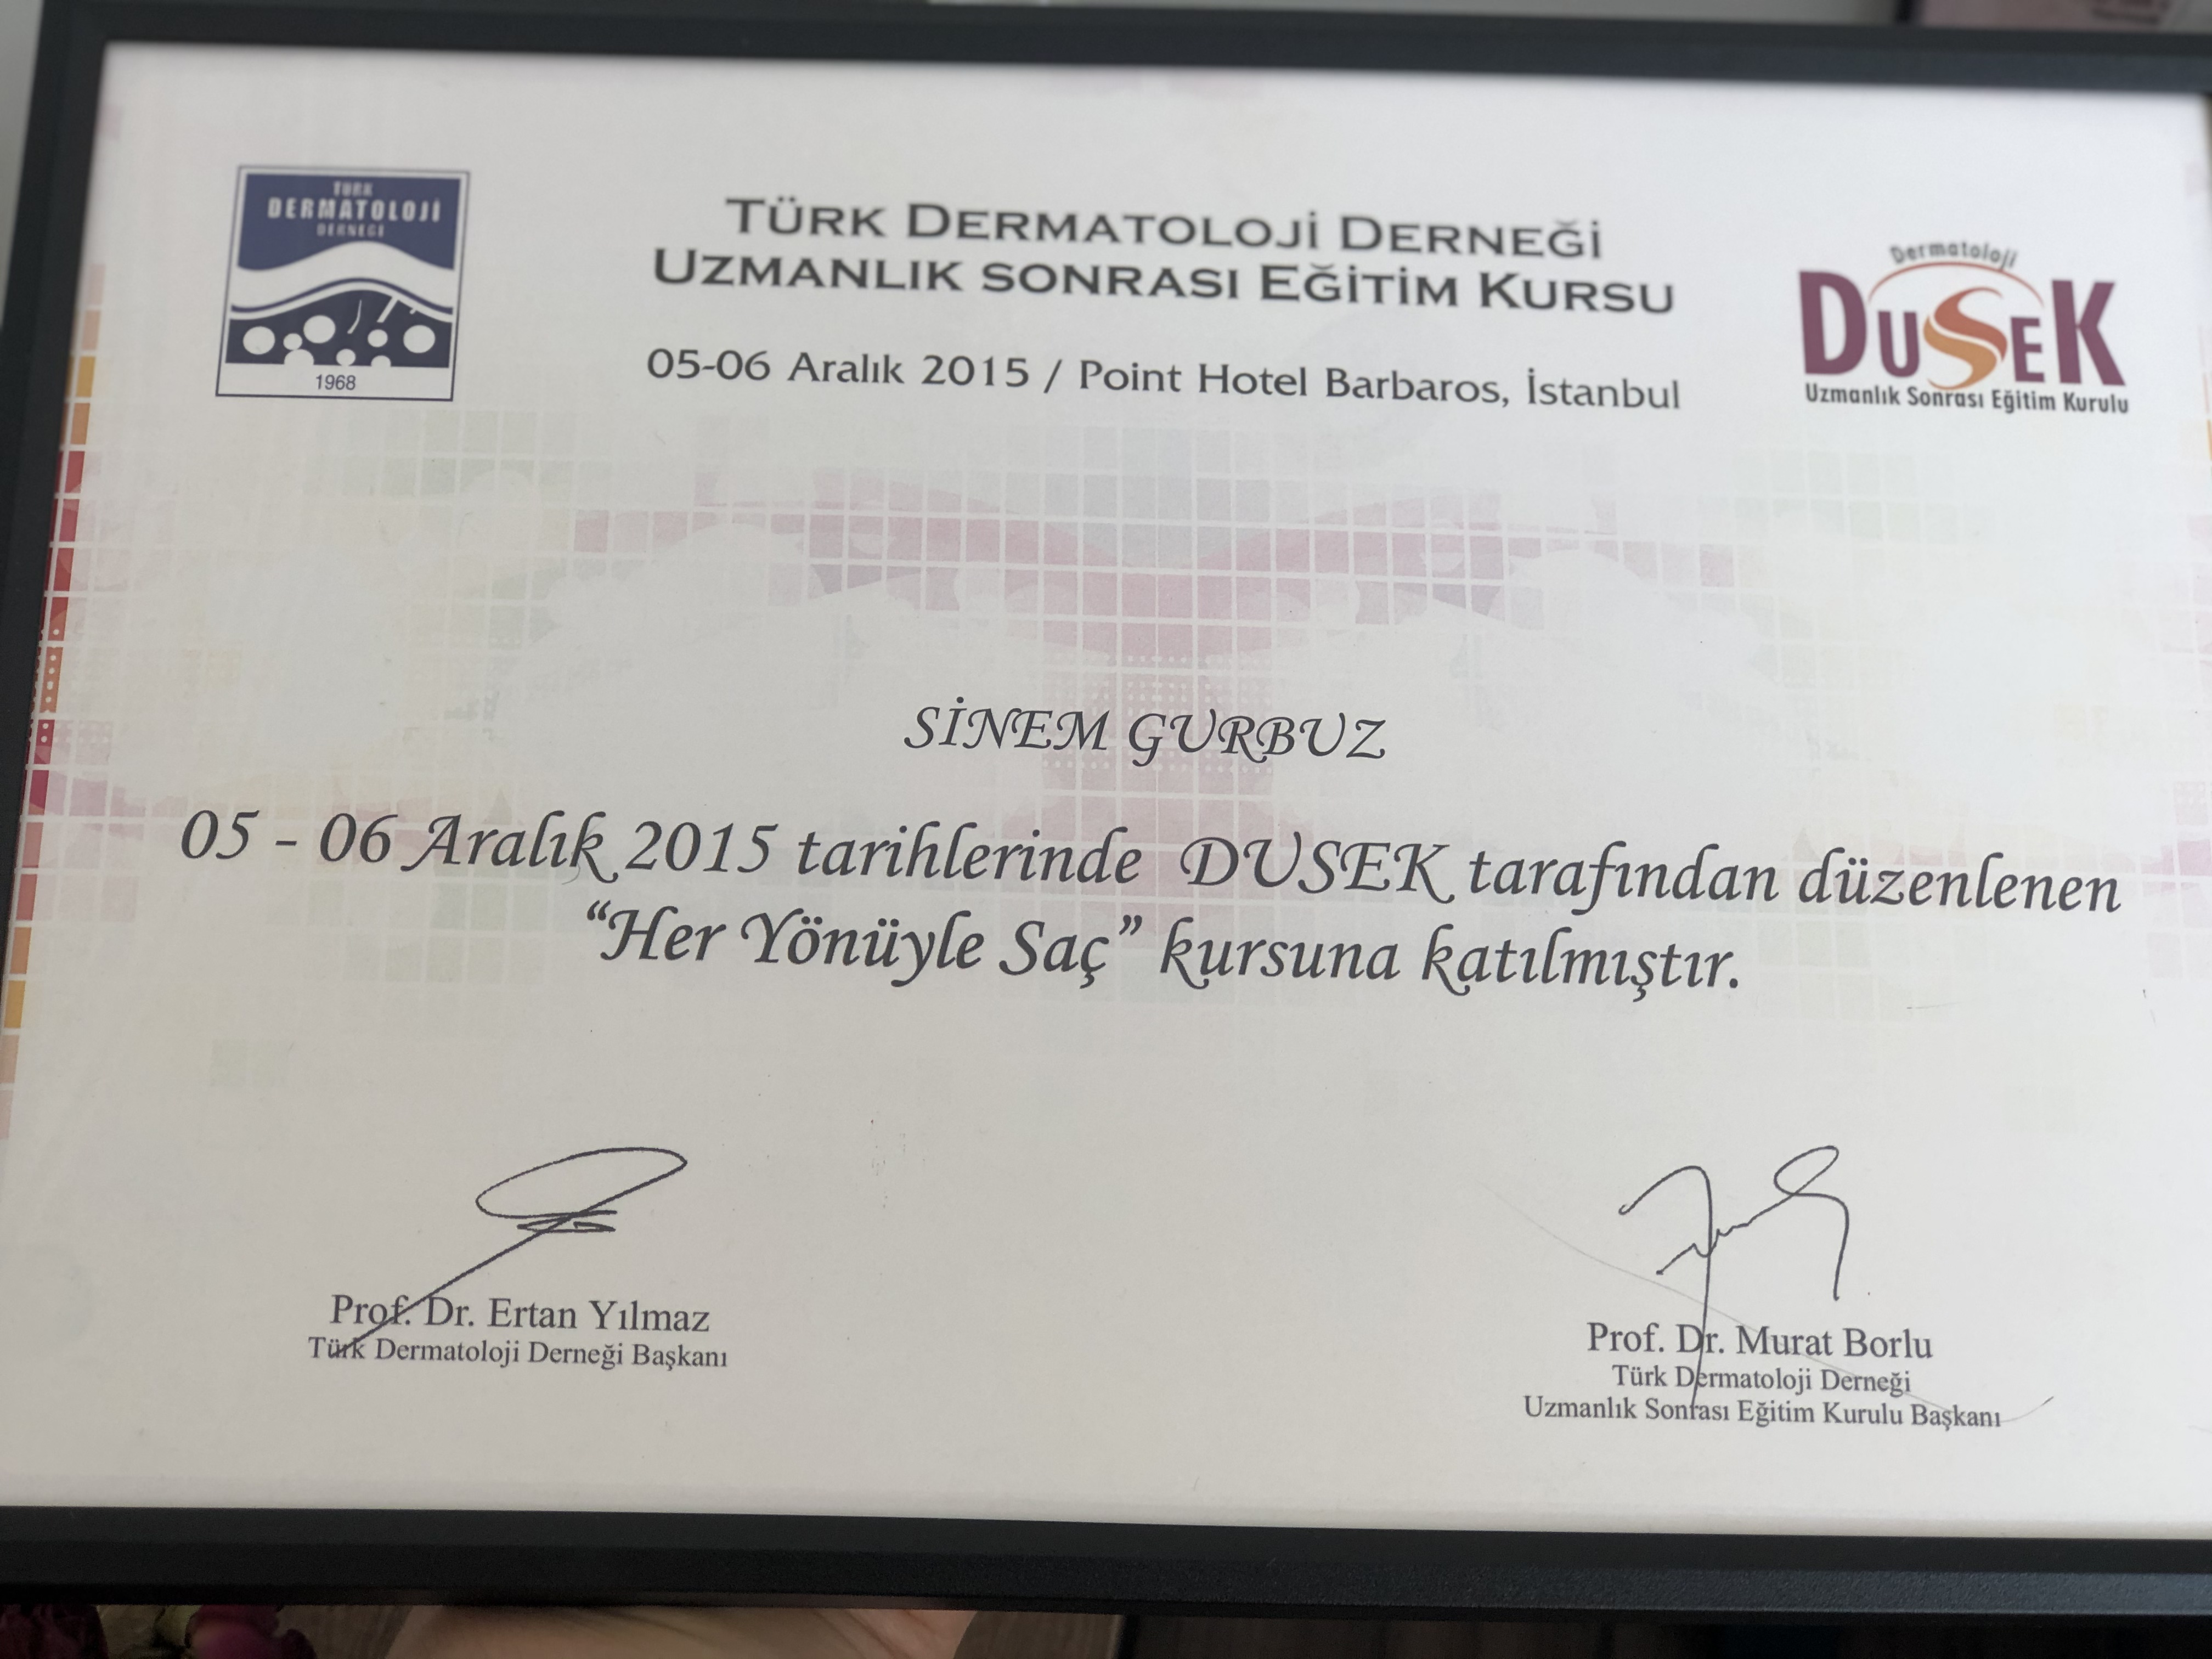 TÜRK
DERMATOLOJİ
DERNEĞİ
1968
TÜRK DERMATOLOJİ DERNEĞİ
UZMANLIK SONRASI EĞİTİM KURSU
05-06 Aralık 2015 / Point Hotel Barbaros, İstanbul
Dermatoloji
DUSEK
Uzmanlık Sonrası Eğitim Kurulu
SİNEM GURBUZ
05 - 06 Aralık 2015 tarihlerinde DUSEK tarafından düzenlenen
“Her Yönüyle Saç” kursuna katılmıştır.
Prof. Dr. Ertan Yılmaz
Türk Dermatoloji Derneği Başkanı
Prof. Dr. Murat Borlu
Türk Dermatoloji Derneği
Uzmanlık Sonrası Eğitim Kurulu Başkanı